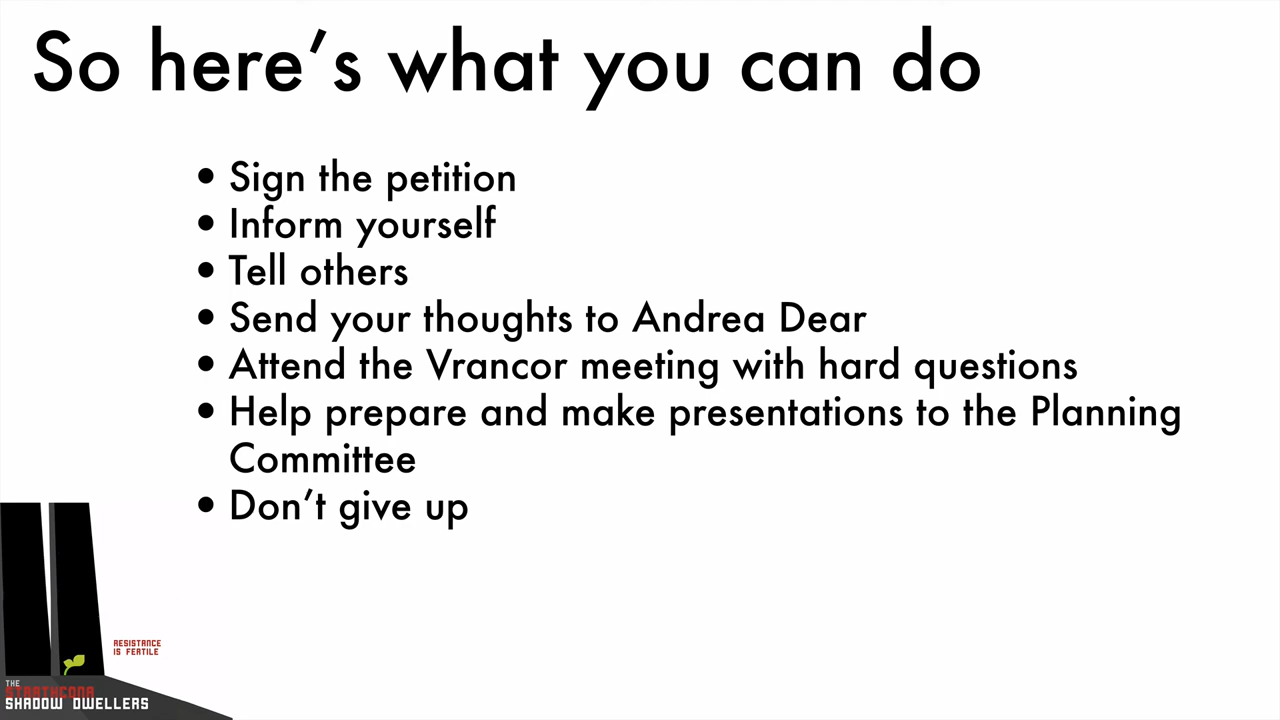 So here’s what you can do
• Sign the petition
• Inform yourself
• Tell others
• Send your thoughts to Andrea Dear
• Attend the Vrancor meeting with hard questions
• Help prepare and make presentations to the Planning
Committee
• Don’t give up
RESISTANCE
IS FERTILE
THE
STRATHCONA
SHADOW DWELLERS